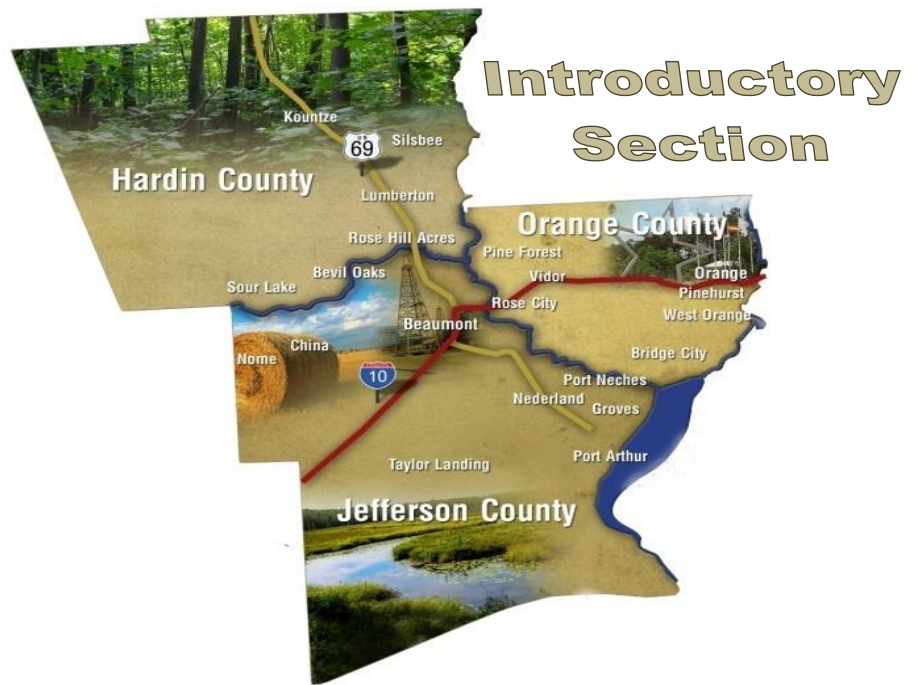 Introductory
Section
Kountze
U S
69
Silsbee
Hardin County
Lumberton
Rose Hill Acres
Bevil Oaks
Sour Lake
Orange County
Pine Forest
Vidor
Orange
Pinehurst
Rose City
West Orange
Beaumont
Bridge City
China
Nome
10
Port Neches
Nederland
Groves
Port Arthur
Taylor Landing
Jefferson County